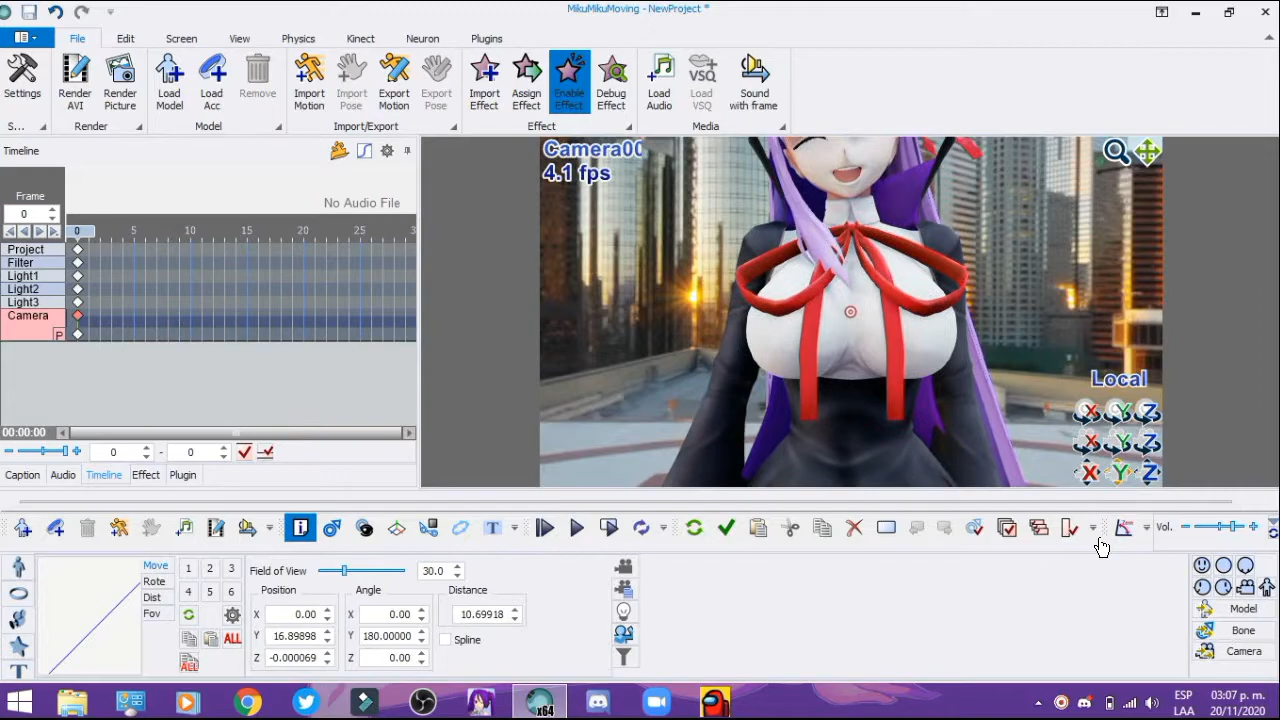 MikuMikuMoving - NewProject *
File Edit Screen View Physics Kinect Neuron Plugins
Settings Render AVI Render Picture Load Model Load Acc Remove Import Motion Import Pose Export Motion Export Pose Import Effect Assign Effect Enable Effect Debug Effect Load Audio Load VSQ Sound with frame
S... Render Model Import/Export Effect Media
Timeline
Camera00
4.1 fps
Frame
0
No Audio File
0 5 10 15 20 25 3
Project
Filter
Light1
Light2
Light3
Camera
P
Local
X Y Z
X Y Z
X Y Z
00:00:00
0 - 0
Caption Audio Timeline Effect Plugin
T Vol.
Move 1 2 3 Field of View 30.0
Rote
Dist 4 5 6 Position Angle Distance
Fov ALL X 0.00 X 0.00 10.69918
Y 16.89898 Y 180.00000 Spline
ALL Z -0.000069 Z 0.00
T
Model
Bone
Camera
x64
ESP 03:07 p. m.
LAA 20/11/2020